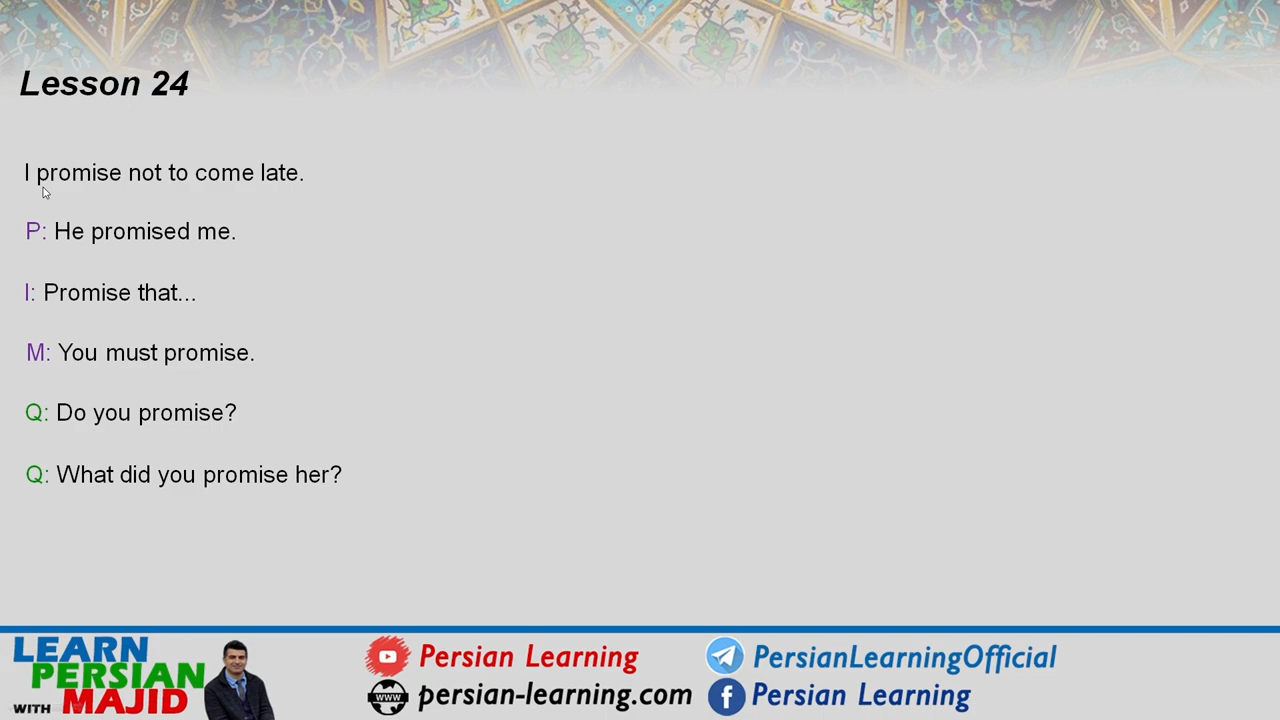 Lesson 24
I promise not to come late.
P: He promised me.
I: Promise that...
M: You must promise.
Q: Do you promise?
Q: What did you promise her?
LEARN
PERSIAN
WITH MAJID
Persian Learning
www persian-learning.com
PersianLearningOfficial
Persian Learning